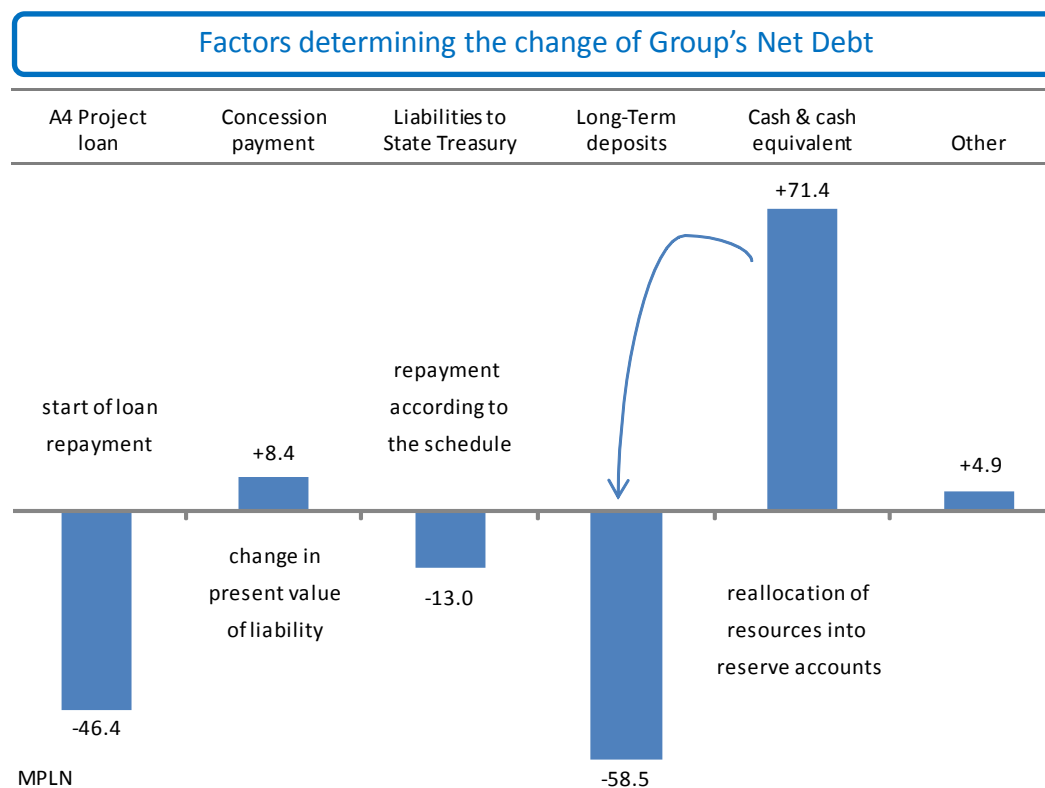 Factors determining the change of Group's Net Debt
A4 Project
loan
Concession
payment
Liabilities to
State Treasury
Long-Term
deposits
Cash & cash
equivalent
Other
+71.4
start of loan
repayment
+8.4
repayment
according to
the schedule
+4.9
-46.4
change in
present value
of liability
-13.0
-58.5
reallocation of
resources into
reserve accounts
MPLN